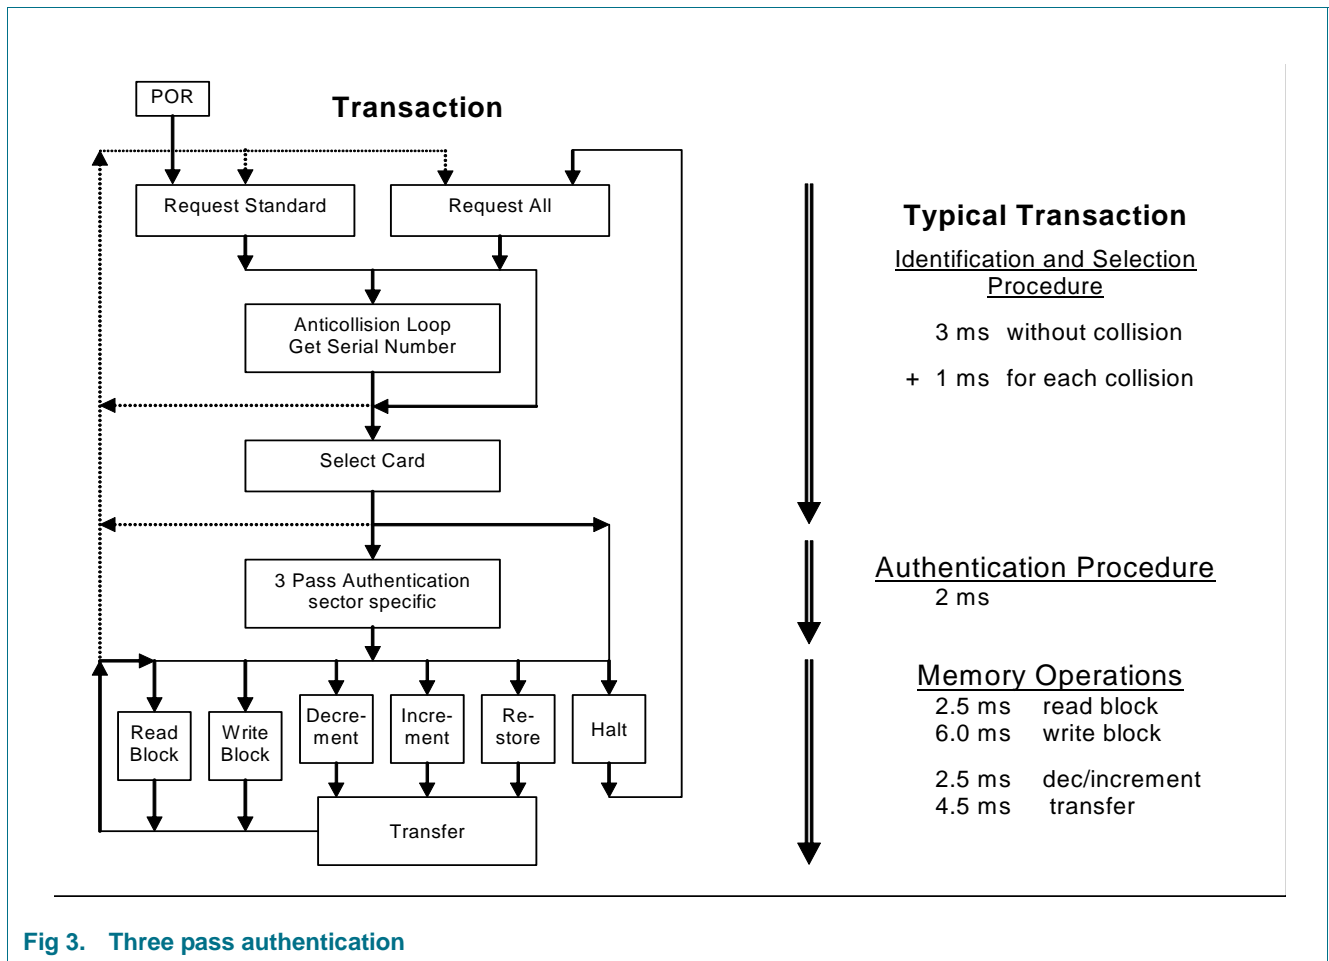 POR
Transaction
Request Standard
Request All
Anticollision Loop
Get Serial Number
Select Card
3 Pass Authentication
sector specific
Read
Block
Write
Block
Decre-
ment
Incre-
ment
Re-
store
Halt
Transfer
Typical Transaction
Identification and Selection
Procedure
3 ms without collision
+ 1 ms for each collision
Authentication Procedure
2 ms
Memory Operations
2.5 ms read block
6.0 ms write block
2.5 ms dec/increment
4.5 ms transfer
Fig 3. Three pass authentication